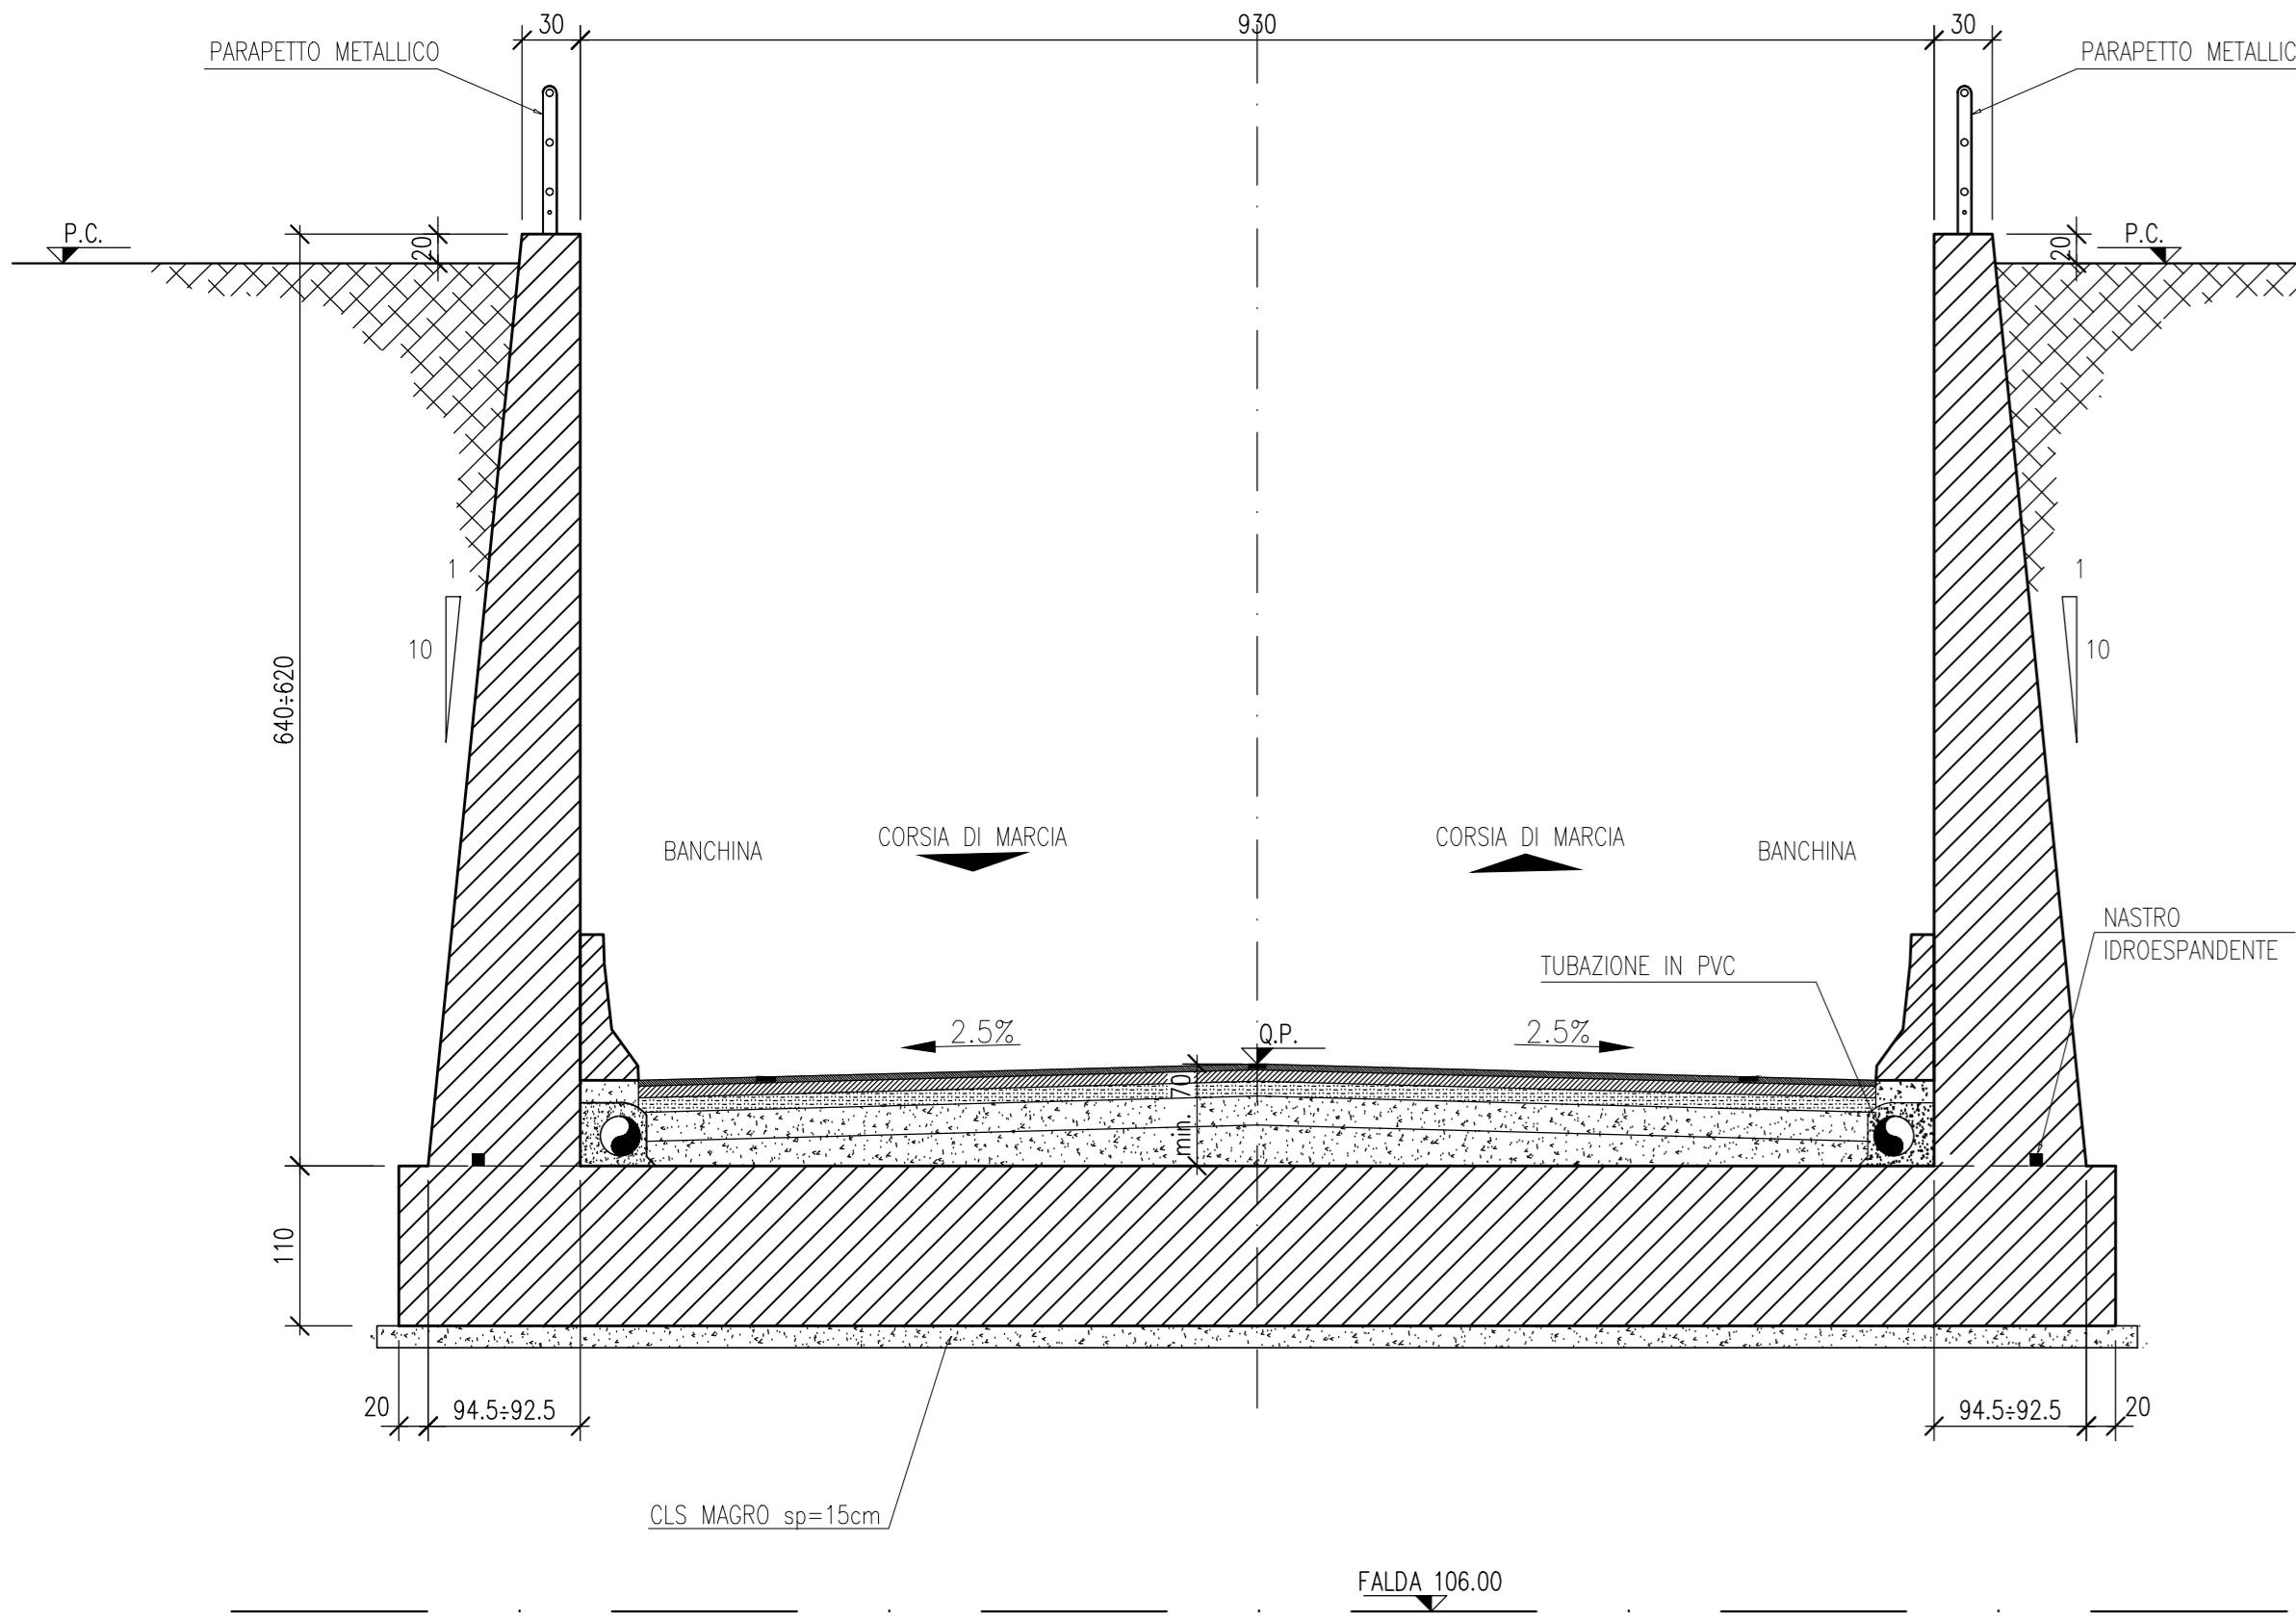 30
930
30
PARAPETTO METALLICO
PARAPETTO METALLIC
P.C.
20
20
P.C.
1
10
1
10
640÷620
BANCHINA
CORSIA DI MARCIA
CORSIA DI MARCIA
BANCHINA
NASTRO
IDROESPANDENTE
TUBAZIONE IN PVC
2.5%
Q.P.
2.5%
min. 70
110
20
94.5÷92.5
94.5÷92.5
20
CLS MAGRO sp=15cm
FALDA 106.00